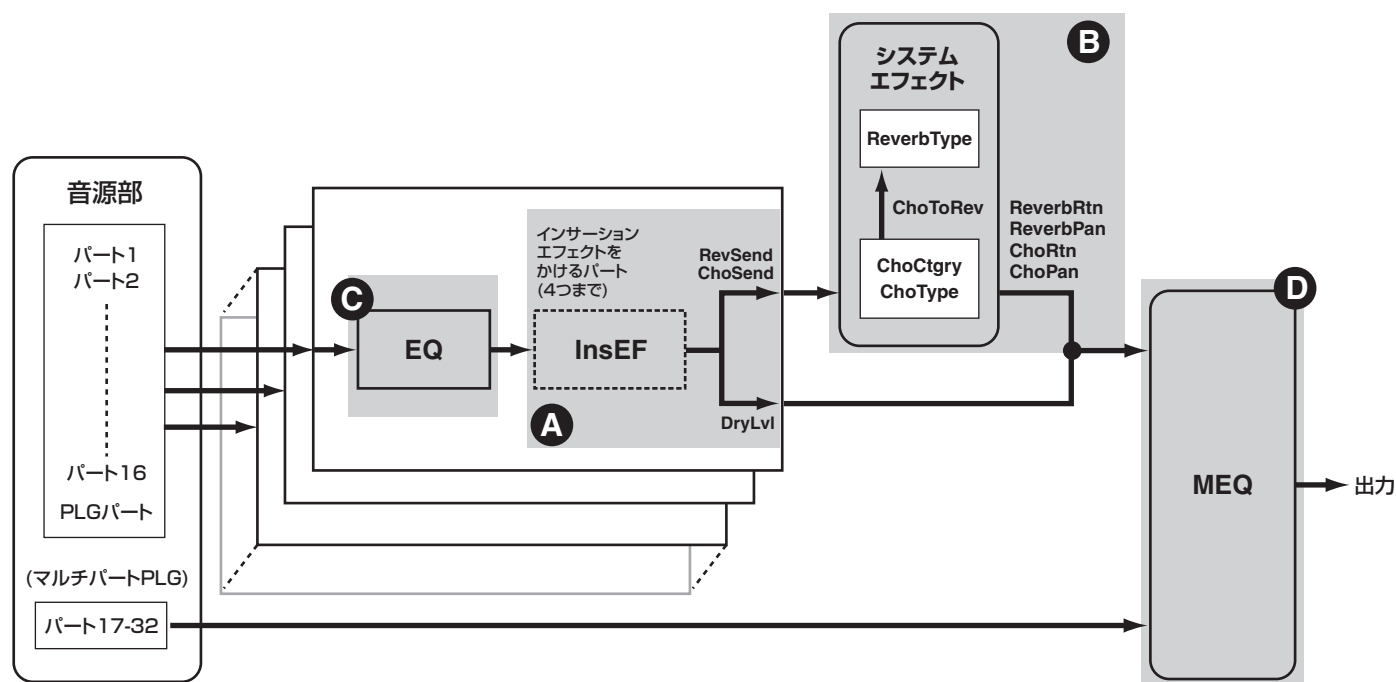 音源部
パート1
パート2
パート16
PLGパート
(マルチパートPLG)
パート17-32
C
EQ
インサーション
エフェクトを
かけるパート
(4つまで)
InsEF
A
RevSend
ChoSend
DryLvl
B
システム
エフェクト
ReverbType
ChoToRev
ChoCtgry
ChoType
ReverbRtn
ReverbPan
ChoRtn
ChoPan
D
MEQ
出力